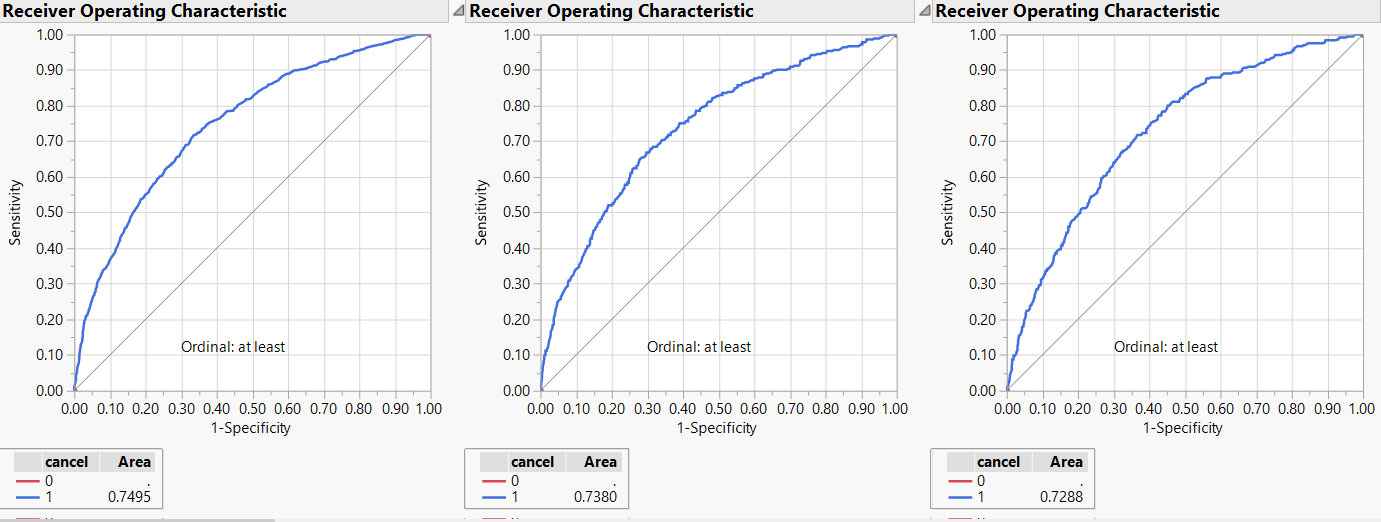 Receiver Operating Characteristic
1.00
0.90
0.80
0.70
0.60
0.50
0.40
0.30
0.20
0.10
0.00
Sensitivity
Ordinal: at least
0.00 0.10 0.20 0.30 0.40 0.50 0.60 0.70 0.80 0.90 1.00
1-Specificity
cancel Area
0 .
1 0.7495
Receiver Operating Characteristic
1.00
0.90
0.80
0.70
0.60
0.50
0.40
0.30
0.20
0.10
0.00
Sensitivity
Ordinal: at least
0.00 0.10 0.20 0.30 0.40 0.50 0.60 0.70 0.80 0.90 1.00
1-Specificity
cancel Area
0 .
1 0.7380
Receiver Operating Characteristic
1.00
0.90
0.80
0.70
0.60
0.50
0.40
0.30
0.20
0.10
0.00
Sensitivity
Ordinal: at least
0.00 0.10 0.20 0.30 0.40 0.50 0.60 0.70 0.80 0.90 1.00
1-Specificity
cancel Area
0 .
1 0.7288